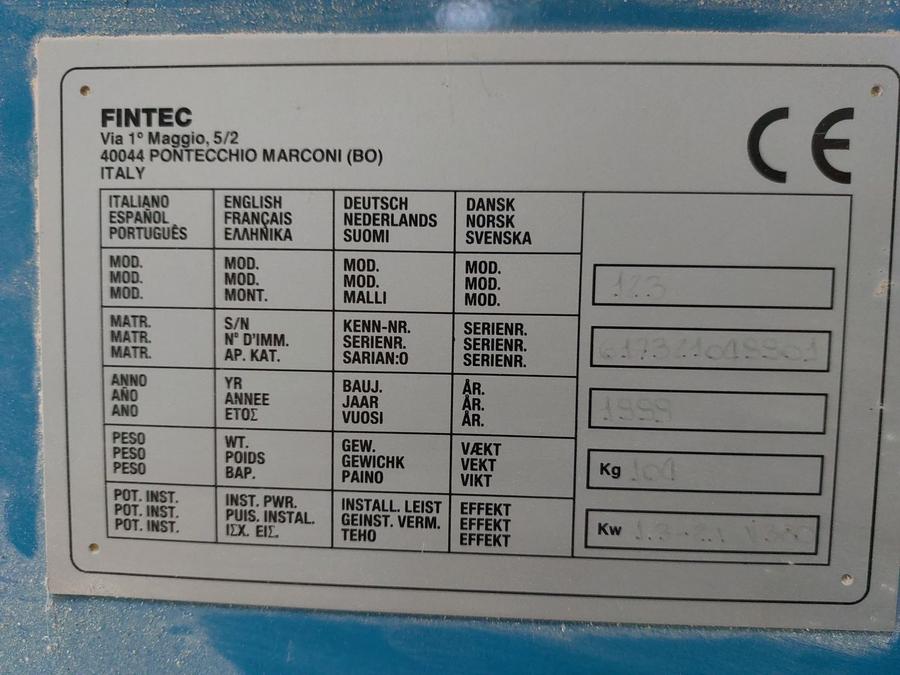 FINTEC
Via 1º Maggio, 5/2
40044 PONTECCHIO MARCONI (BO)
ITALY
CE
ITALIANO ENGLISH DEUTSCH DANSK
ESPAÑOL FRANÇAIS NEDERLANDS NORSK
PORTUGUÊS ΕΛΛΗΝΙΚΑ SUOMI SVENSKA
MOD. MOD. MOD. MOD.
MOD. MOD. MOD. MOD. 123
MOD. MONT. MALLI MOD.
MATR. S/N KENN-NR. SERIENR.
MATR. Nº D'IMM. SERIENR. SERIENR.
MATR. AP. KAT. SARIAN:O SERIENR.
ANNO YR BAUJ. ÅR.
AÑO ANNEE JAAR ÅR. 1999
ANO ΕΤΟΣ VUOSI ÅR.
PESO WT. GEW. VÆKT
PESO POIDS GEWICHK VEKT Kg
PESO BAP. PAINO VIKT
POT. INST. INST. PWR. INSTALL. LEIST EFFEKT
POT. INST. PUIS. INSTAL. GEINST. VERM. EFFEKT Kw
POT. INST. ΙΣΧ. ΕΙΣ. TEHO EFFEKT